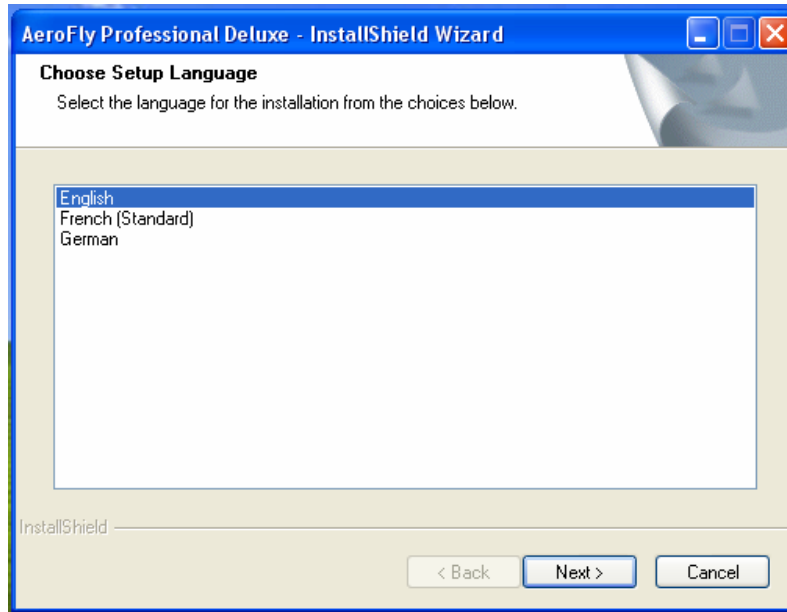 AeroFly Professional Deluxe - InstallShield Wizard
Choose Setup Language
Select the language for the installation from the choices below.
English
French (Standard)
German
InstallShield
< Back
Next >
Cancel